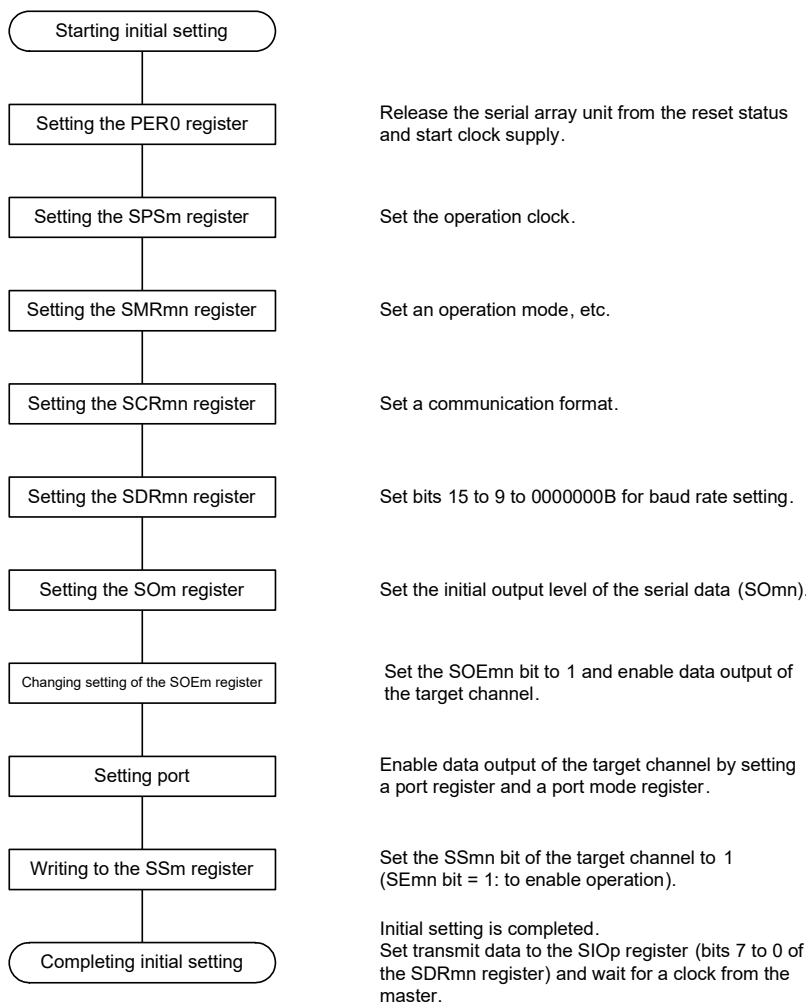 Starting initial setting
Setting the PER0 register
Release the serial array unit from the reset status
and start clock supply.
Setting the SPSm register
Set the operation clock.
Setting the SMRmn register
Set an operation mode, etc.
Setting the SCRmn register
Set a communication format.
Setting the SDRmn register
Set bits 15 to 9 to 0000000B for baud rate setting.
Setting the SOm register
Set the initial output level of the serial data (SOmn).
Changing setting of the SOEm register
Set the SOEmn bit to 1 and enable data output of
the target channel.
Setting port
Enable data output of the target channel by setting
a port register and a port mode register.
Writing to the SSm register
Set the SSmn bit of the target channel to 1
(SEmn bit = 1: to enable operation).
Completing initial setting
Initial setting is completed.
Set transmit data to the SIOp register (bits 7 to 0 of
the SDRmn register) and wait for a clock from the
master.